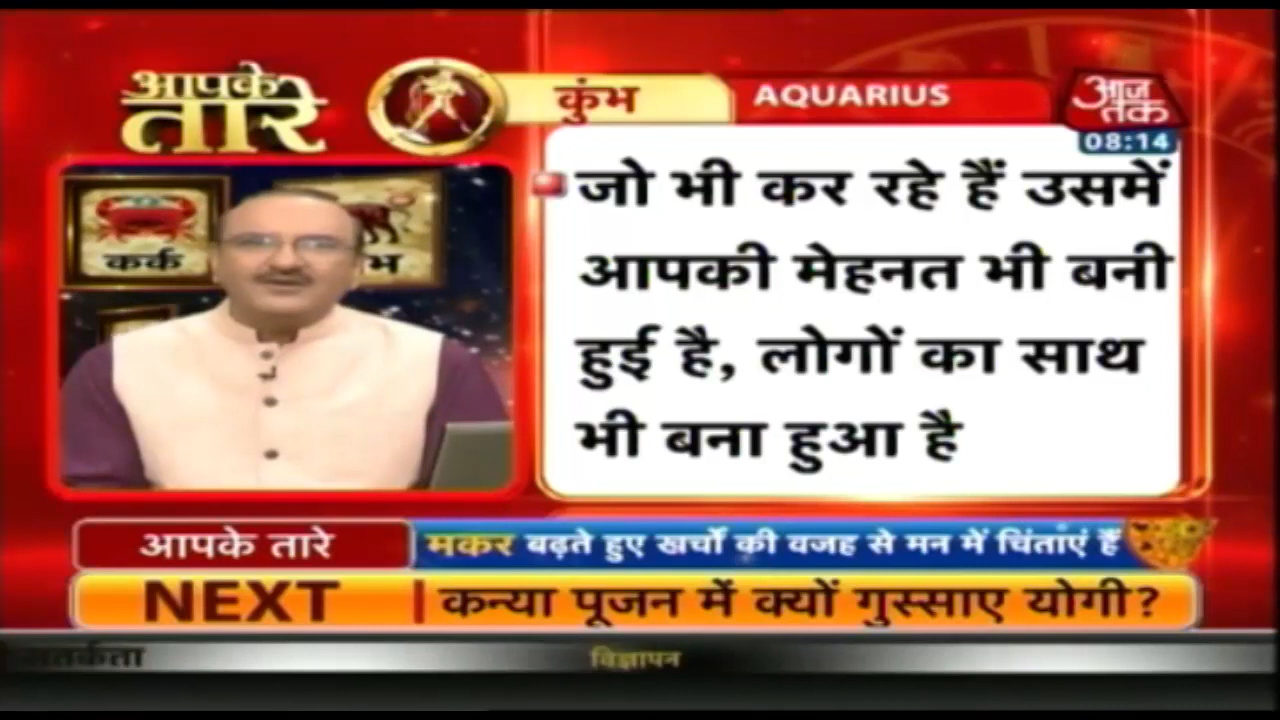 आपके
तारे
कुंभ
AQUARIUS
आज
तक
08:14
जो भी कर रहे हैं उसमें
आपकी मेहनत भी बनी
हुई है, लोगों का साथ
भी बना हुआ है
कर्क
भ
आपके तारे
मकर बढ़ते हुए खर्चों की वजह से मन में चिंताएं हैं
NEXT
कन्या पूजन में क्यों गुस्साए योगी?
विज्ञापन